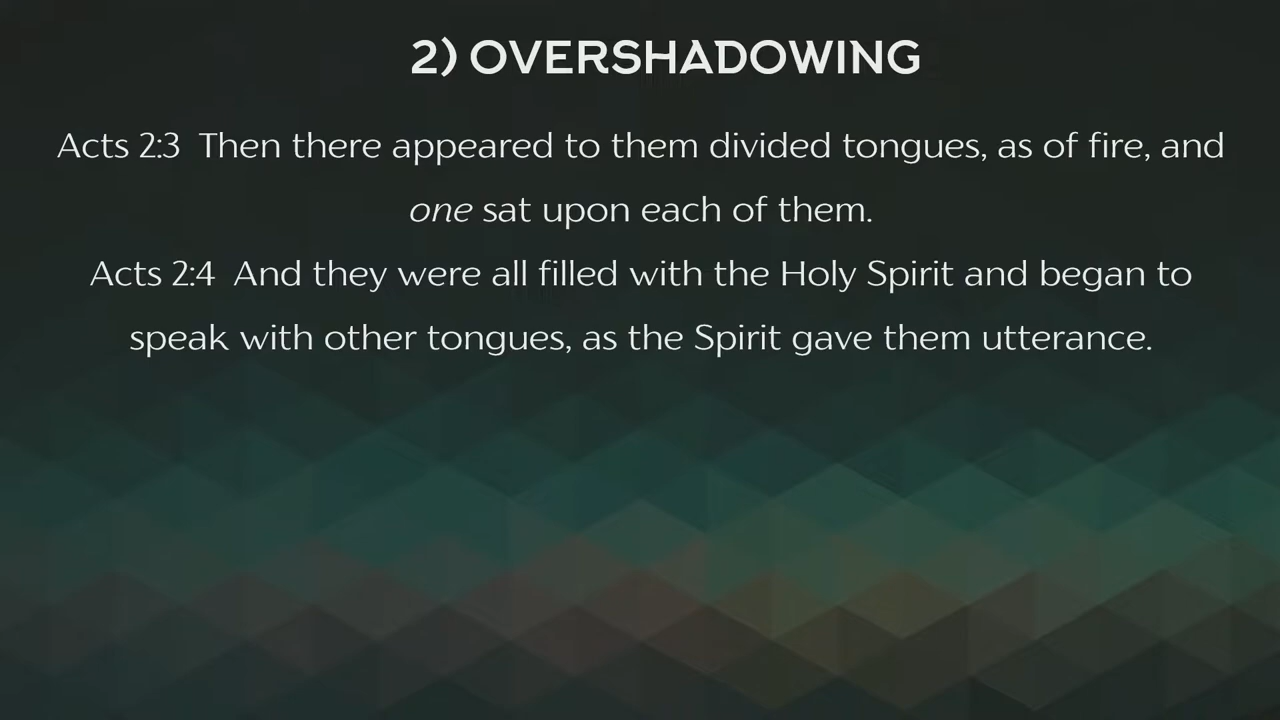 2) OVERSHADOWING
Acts 2:3  Then there appeared to them divided tongues, as of fire, and
one sat upon each of them.
Acts 2:4  And they were all filled with the Holy Spirit and began to
speak with other tongues, as the Spirit gave them utterance.